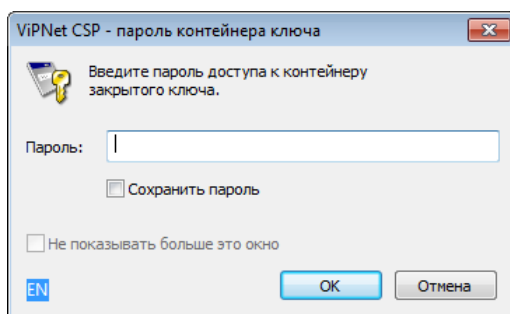 ViPNet CSP - пароль контейнера ключа
Введите пароль доступа к контейнеру
закрытого ключа.
Пароль:
Сохранить пароль
Не показывать больше это окно
EN
OK
Отмена